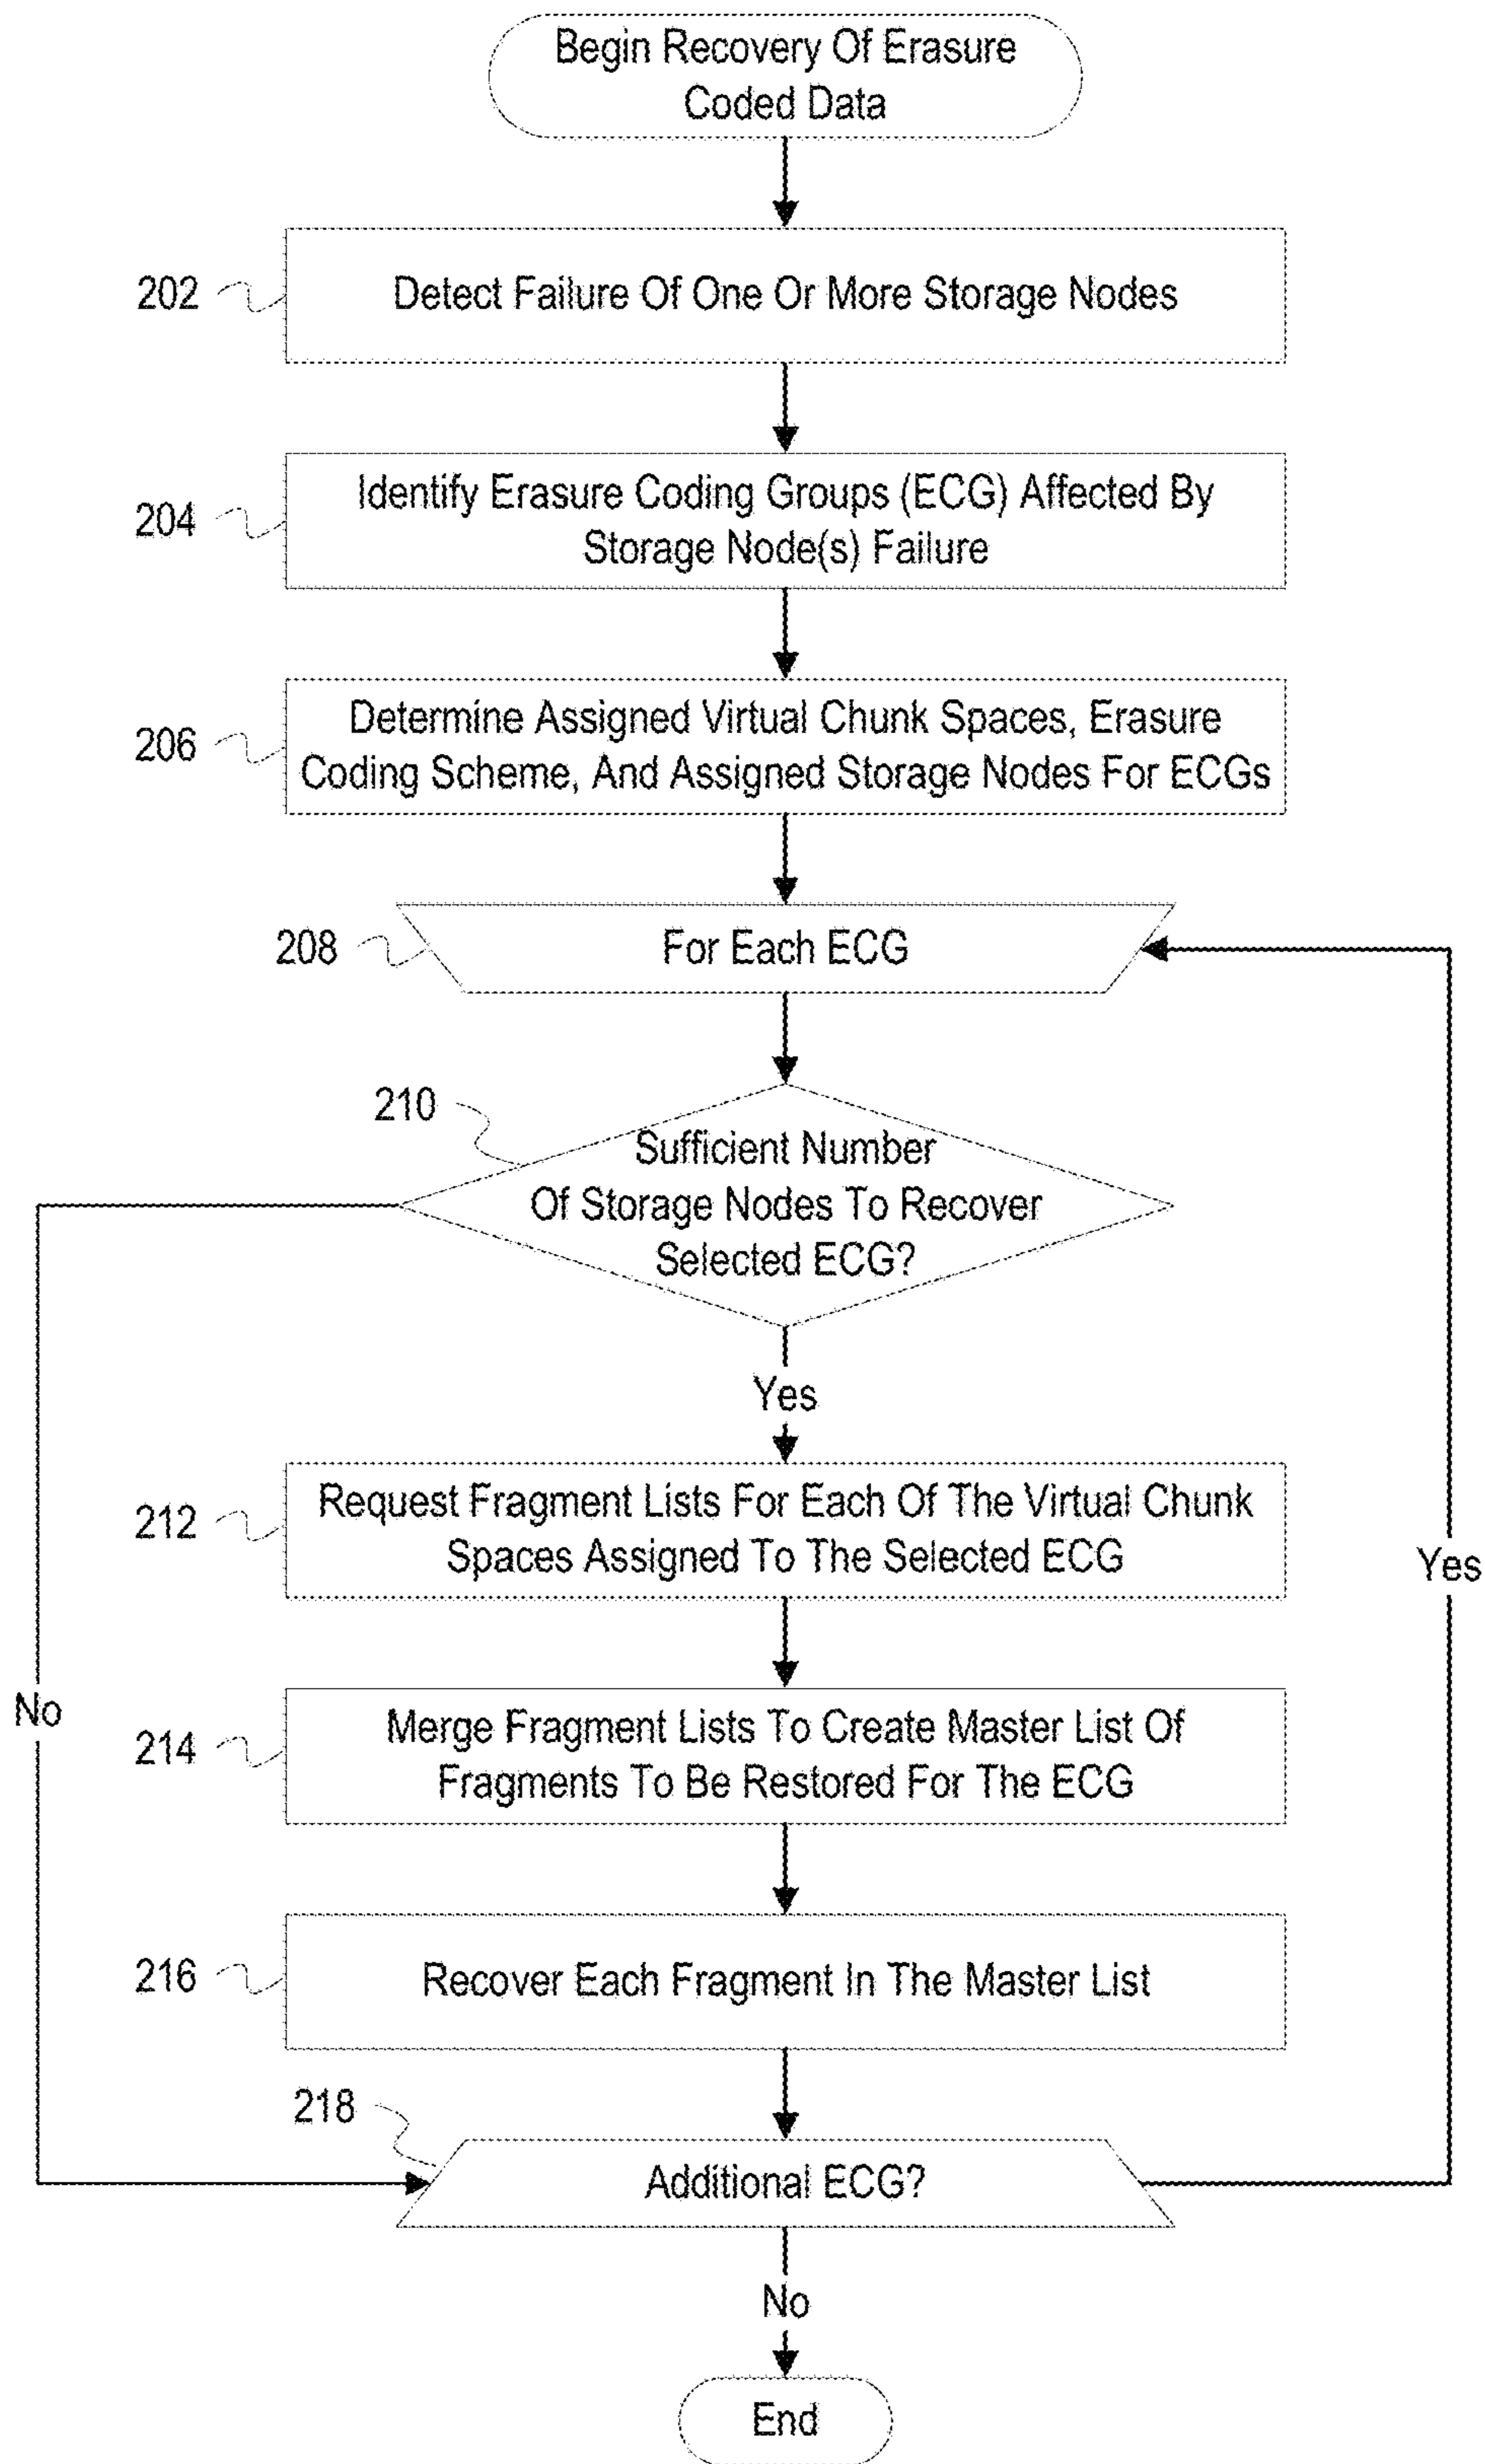 Begin Recovery Of Erasure
Coded Data
202
Detect Failure Of One Or More Storage Nodes
204
Identify Erasure Coding Groups (ECG) Affected By
Storage Node(s) Failure
206
Determine Assigned Virtual Chunk Spaces, Erasure
Coding Scheme, And Assigned Storage Nodes For ECGs
208
For Each ECG
210
Sufficient Number
Of Storage Nodes To Recover
Selected ECG?
Yes
212
Request Fragment Lists For Each Of The Virtual Chunk
Spaces Assigned To The Selected ECG
Yes
No
214
Merge Fragment Lists To Create Master List Of
Fragments To Be Restored For The ECG
216
Recover Each Fragment In The Master List
218
Additional ECG?
No
End